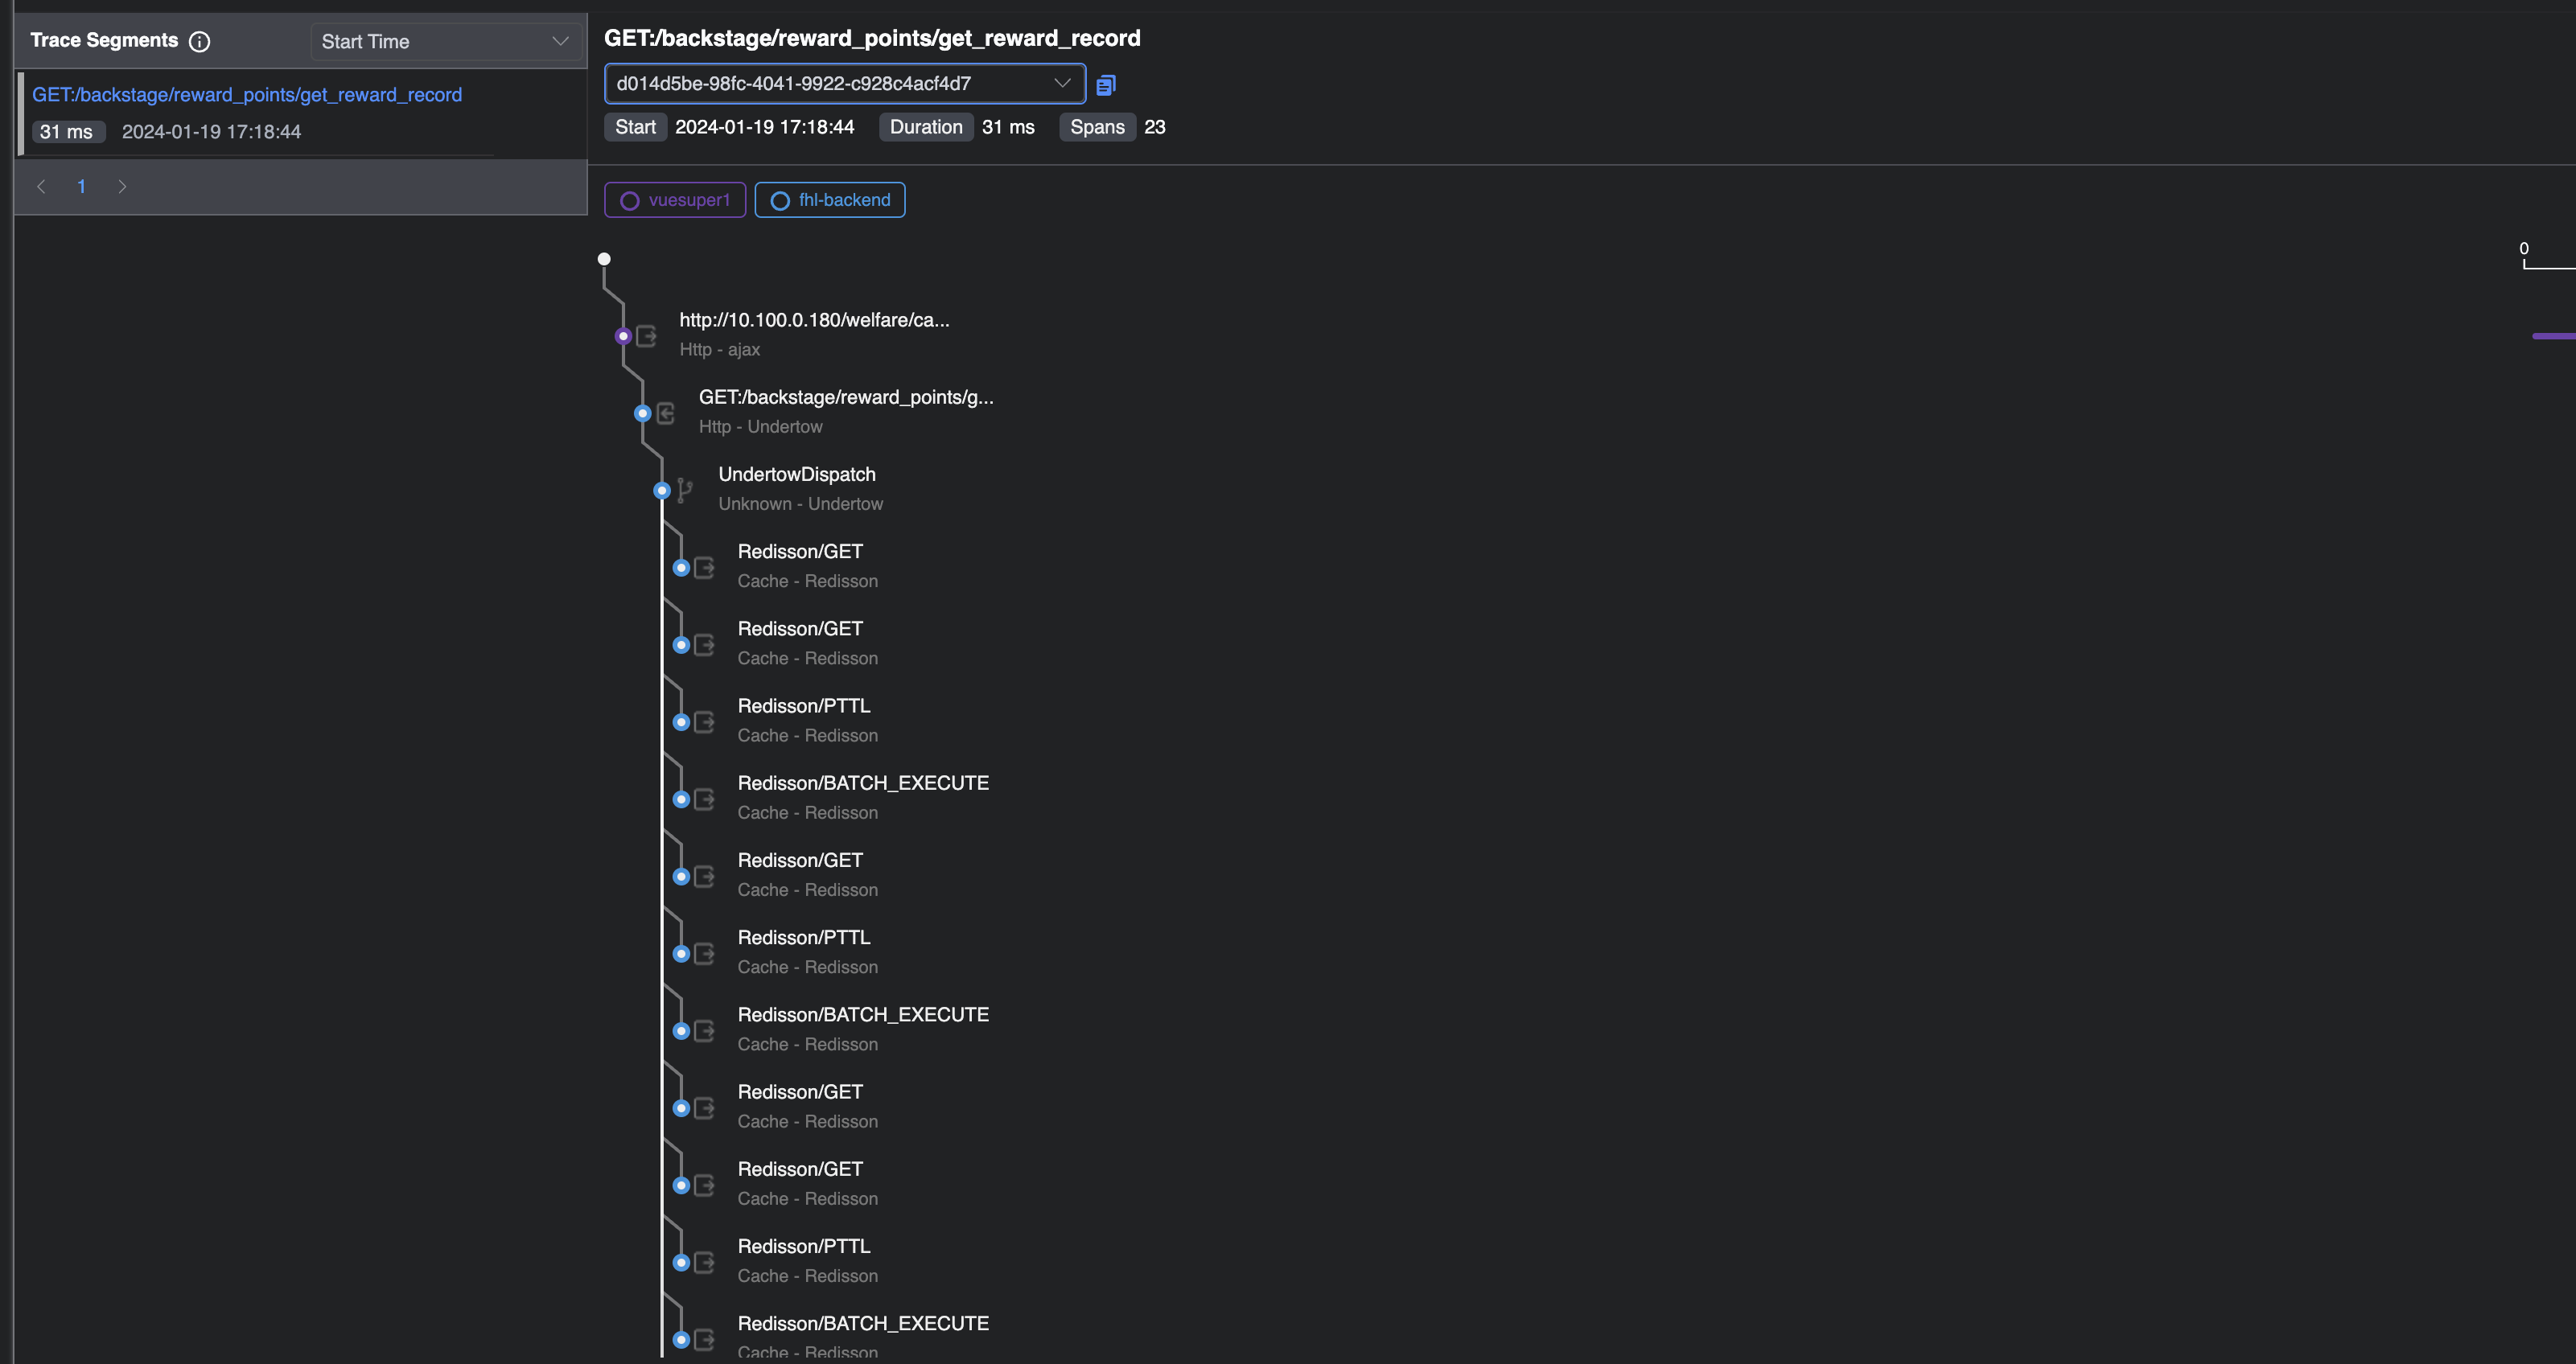 Trace Segments
Start Time
GET:/backstage/reward_points/get_reward_record
31 ms 2024-01-19 17:18:44
1
GET:/backstage/reward_points/get_reward_record
d014d5be-98fc-4041-9922-c928c4acf4d7
Start 2024-01-19 17:18:44 Duration 31 ms Spans 23
vuesuper1 fhl-backend
0
http://10.100.0.180/welfare/ca...
Http - ajax
GET:/backstage/reward_points/g...
Http - Undertow
UndertowDispatch
Unknown - Undertow
Redisson/GET
Cache - Redisson
Redisson/GET
Cache - Redisson
Redisson/PTTL
Cache - Redisson
Redisson/BATCH_EXECUTE
Cache - Redisson
Redisson/GET
Cache - Redisson
Redisson/PTTL
Cache - Redisson
Redisson/BATCH_EXECUTE
Cache - Redisson
Redisson/GET
Cache - Redisson
Redisson/GET
Cache - Redisson
Redisson/PTTL
Cache - Redisson
Redisson/BATCH_EXECUTE
Cache - Redisson